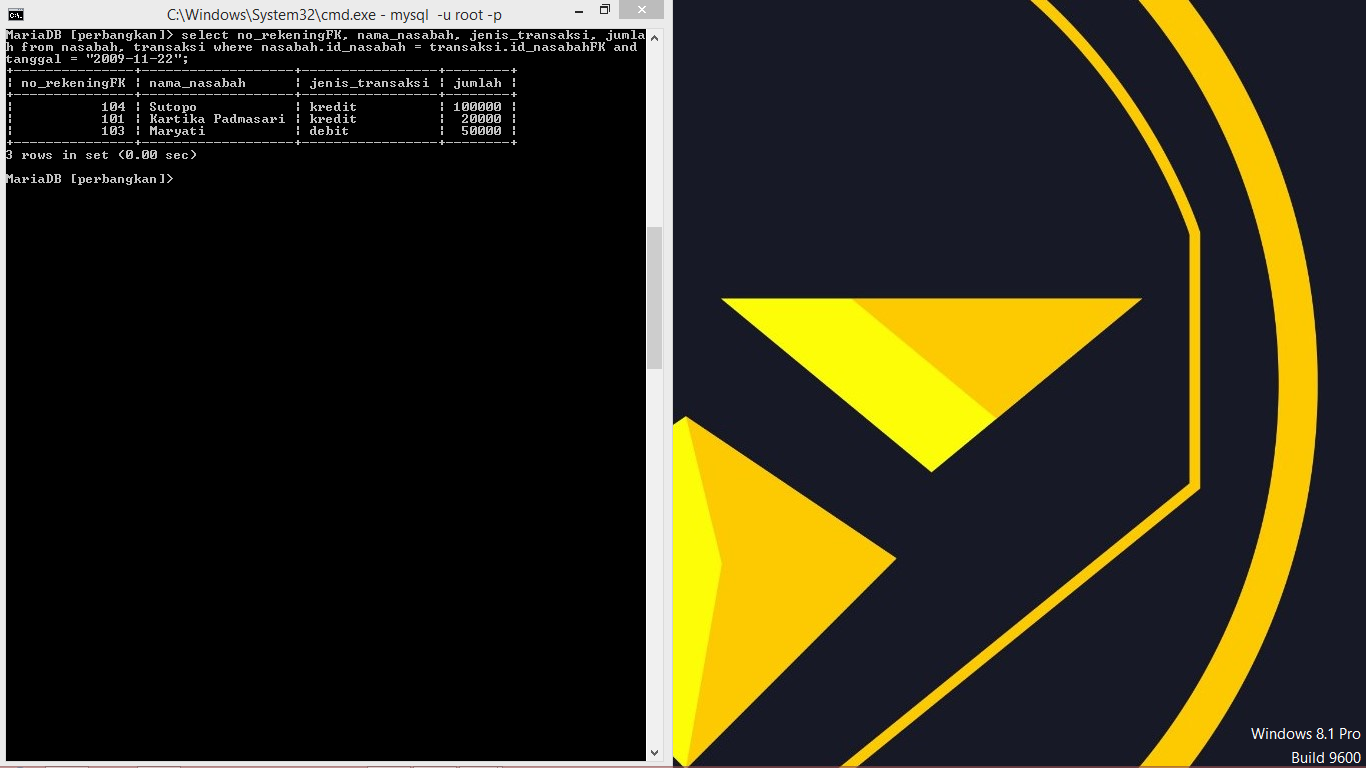 C:\Windows\System32\cmd.exe - mysql  -u root -p
MariaDB [perbangkan]> select no_rekeningFK, nama_nasabah, jenis_transaksi, jumla
h from nasabah, transaksi where nasabah.id_nasabah = transaksi.id_nasabahFK and
tanggal = "2009-11-22";
+---------------+-------------------+-----------------+--------+
| no_rekeningFK | nama_nasabah      | jenis_transaksi | jumlah |
+---------------+-------------------+-----------------+--------+
|           104 | Sutopo            | kredit          | 100000 |
|           101 | Kartika Padmasari | kredit          |  20000 |
|           103 | Maryati           | debit           |  50000 |
+---------------+-------------------+-----------------+--------+
3 rows in set (0.00 sec)
MariaDB [perbangkan]>
Windows 8.1 Pro
Build 9600